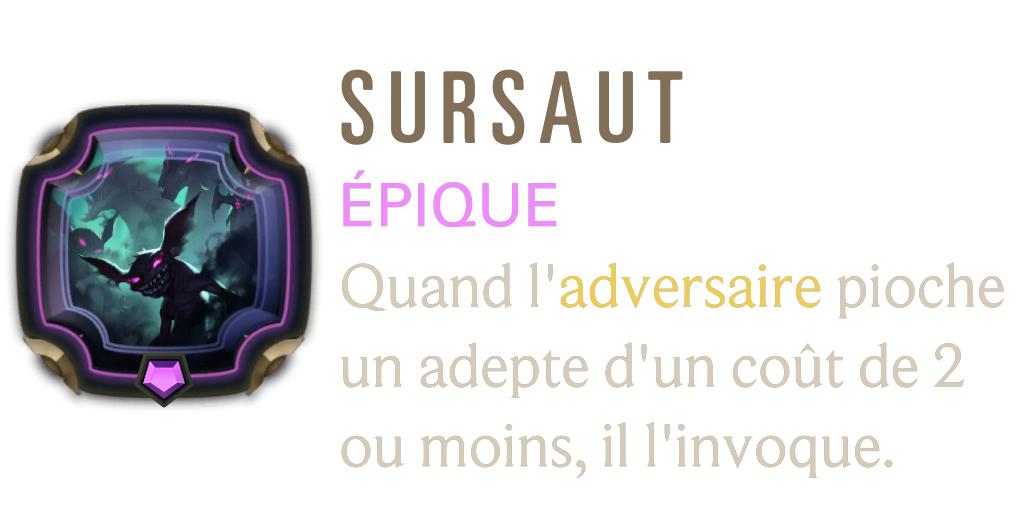 SURSAUT
ÉPIQUE
Quand l'adversaire pioche
un adepte d'un coût de 2
ou moins, il l'invoque.